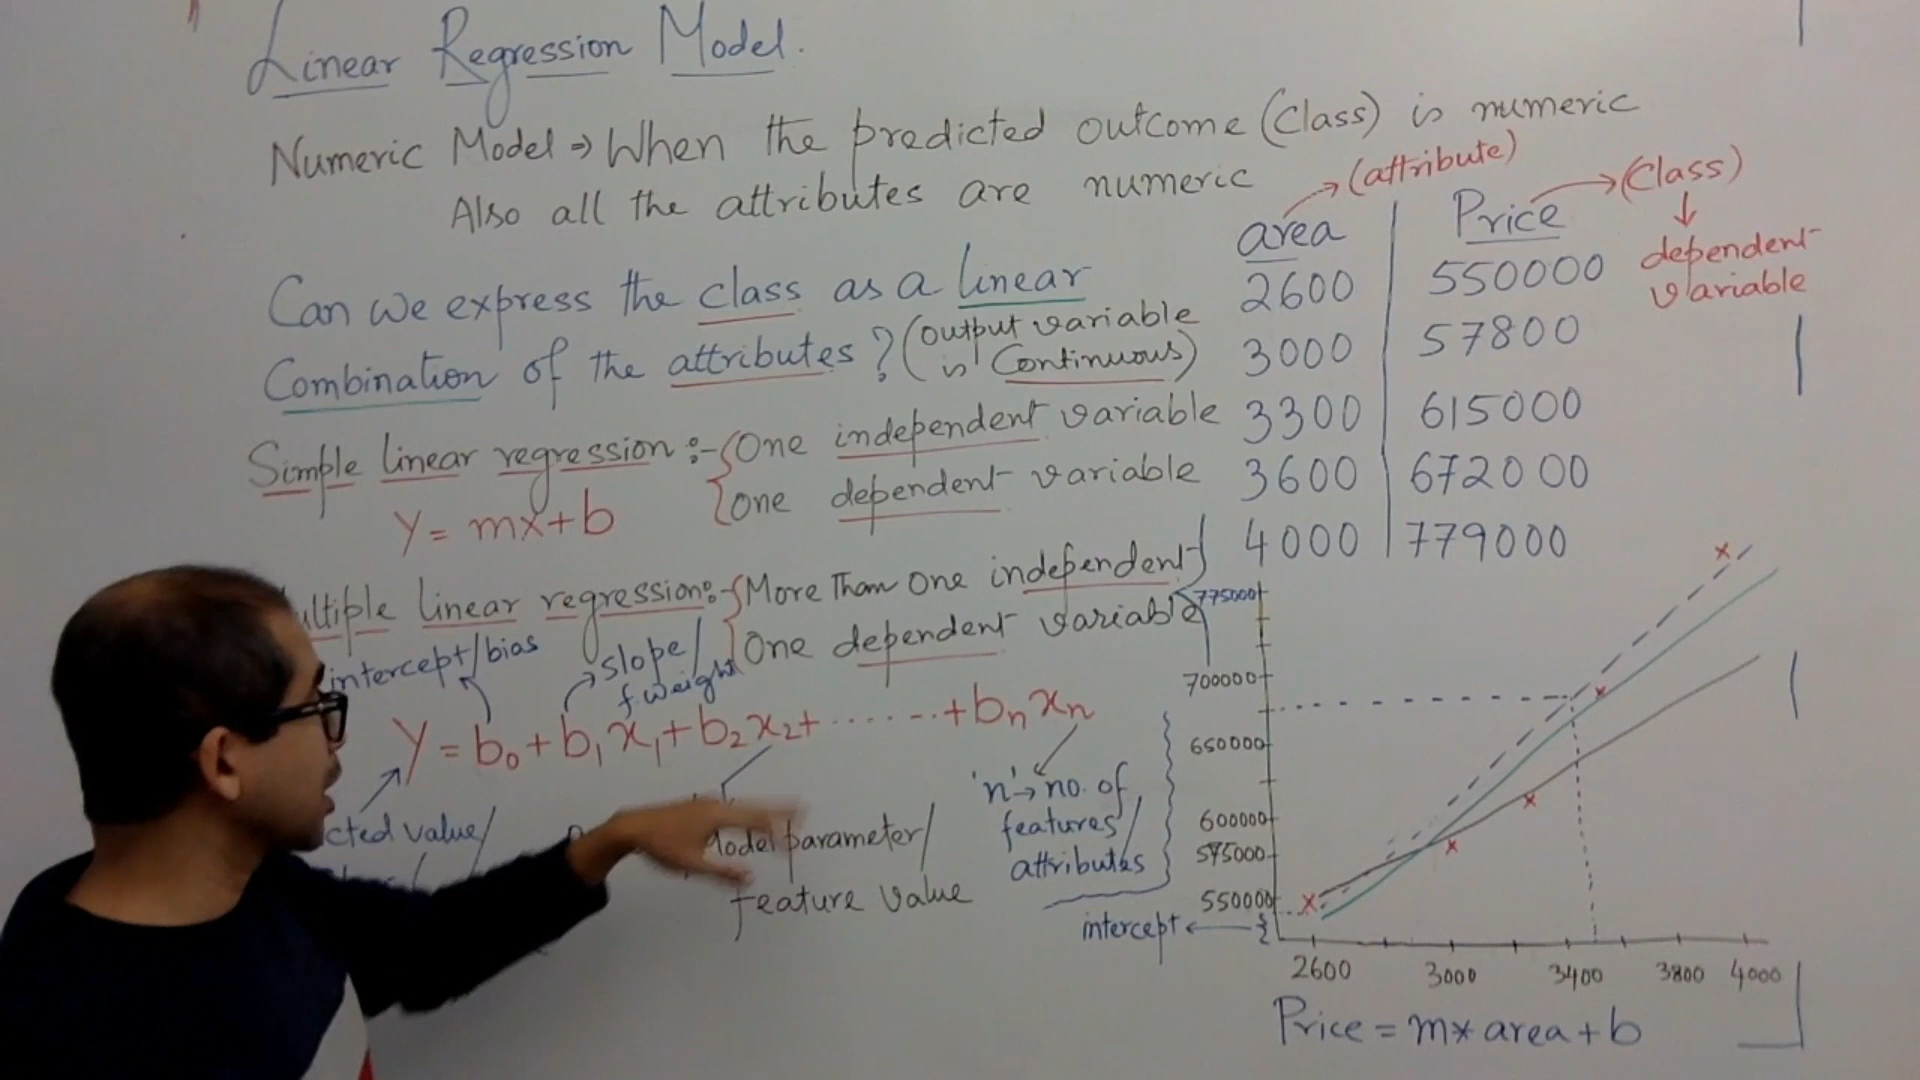 Linear Regression Model.
Numeric Model ⇒ When the predicted outcome (Class) is numeric
Also all the attributes are numeric
Can we express the class as a linear
Combination of the attributes? (output variable
is Continuous)
Simple linear regression :- {One independent variable
{one dependent variable
Y = mx + b
ultiple linear regression:- {More Than One independent}
{One dependent variable}
intercept/bias
slope/
f. weight
Y = b0 + b1x1 + b2x2 + ....... + bnxn
cted value/
Model parameter/
feature value
'n' → no. of
features/
attributes
area → (attribute)
Price → (Class)
↓
dependent
variable
2600 | 550000
3000 | 57800
3300 | 615000
3600 | 672000
4000 | 779000
775000
700000
650000
600000
575000
550000
intercept ←
2600 3000 3400 3800 4000
Price = m* area + b